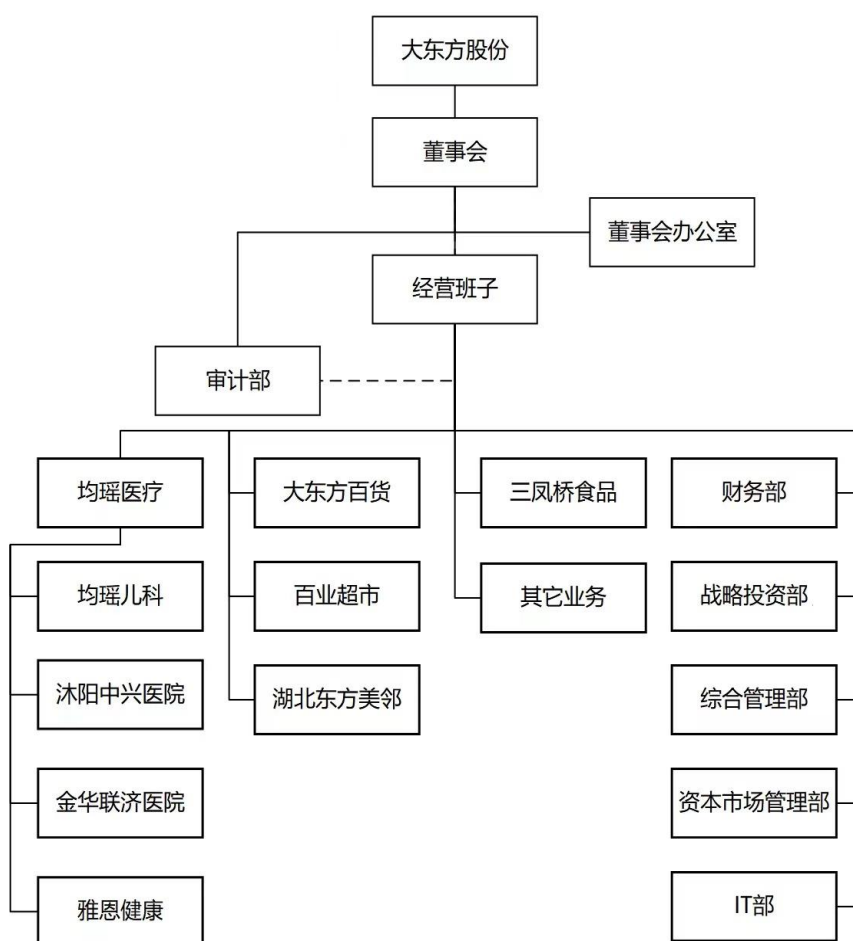 大东方股份
董事会
董事会办公室
经营班子
审计部
均瑶医疗
大东方百货
三凤桥食品
财务部
均瑶儿科
百业超市
其它业务
战略投资部
沭阳中兴医院
湖北东方美邻
综合管理部
金华联济医院
资本市场管理部
雅恩健康
IT部